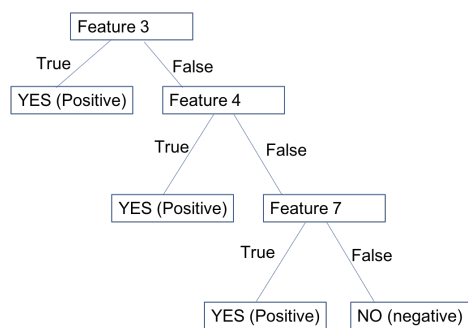 Feature 3
True
False
YES (Positive)
Feature 4
True
False
YES (Positive)
Feature 7
True
False
YES (Positive)
NO (negative)